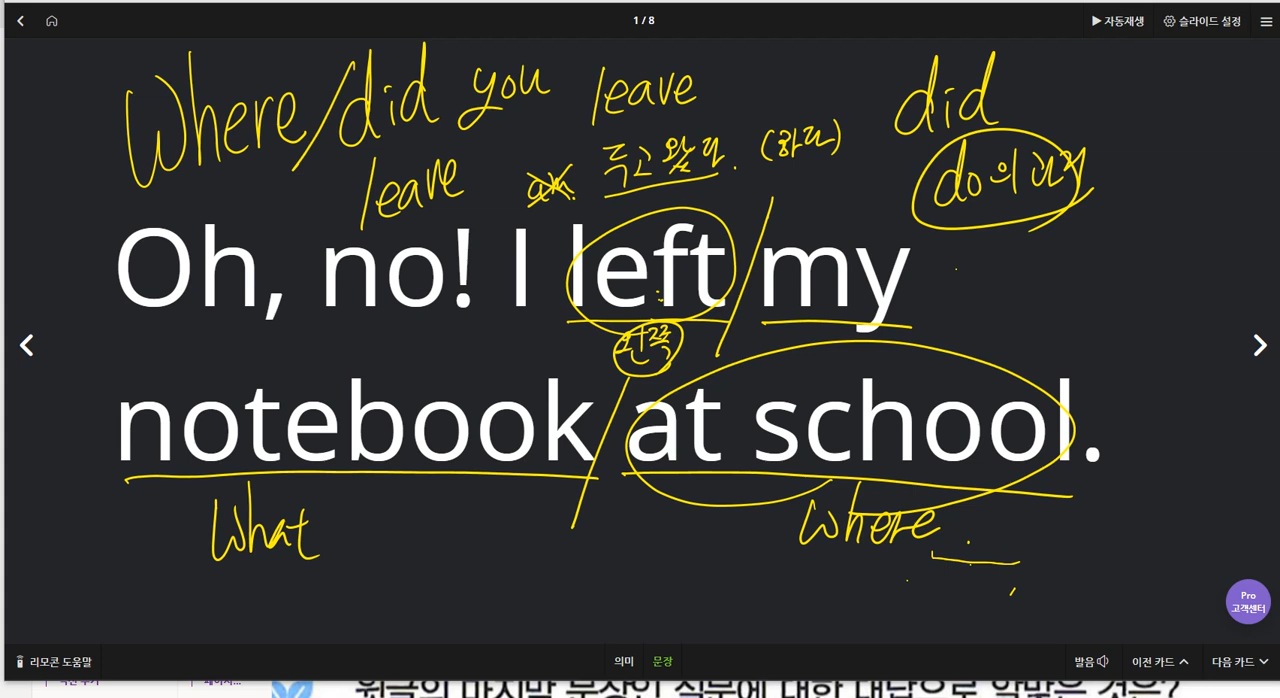 1 / 8
자동재생
슬라이드 설정
Where did you leave did
leave 두고 왔다. (하다) do의 과거
Oh, no! I left my
왼쪽
notebook at school.
What where
Pro
고객센터
리모콘 도움말
의미 문장
발음 이전 카드 다음 카드